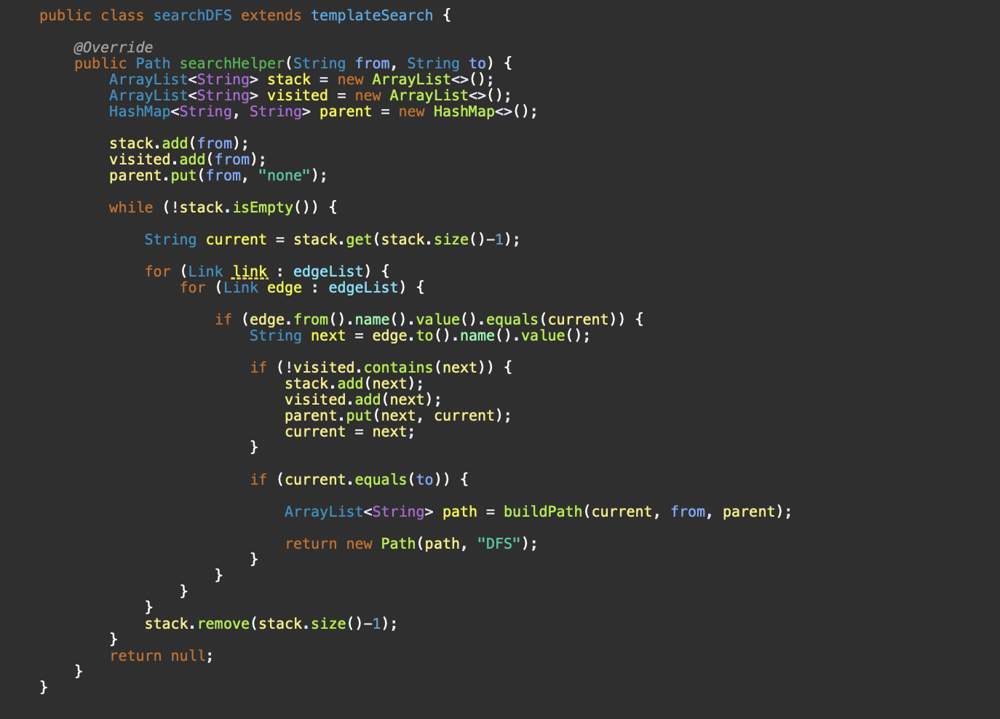 public class searchDFS extends templateSearch {
@Override
public Path searchHelper(String from, String to) {
ArrayList<String> stack = new ArrayList<>();
ArrayList<String> visited = new ArrayList<>();
HashMap<String, String> parent = new HashMap<>();
stack.add(from);
visited.add(from);
parent.put(from, "none");
while (!stack.isEmpty()) {
String current = stack.get(stack.size()-1);
for (Link link : edgeList) {
for (Link edge : edgeList) {
if (edge.from().name().value().equals(current)) {
String next = edge.to().name().value();
if (!visited.contains(next)) {
stack.add(next);
visited.add(next);
parent.put(next, current);
current = next;
}
if (current.equals(to)) {
ArrayList<String> path = buildPath(current, from, parent);
return new Path(path, "DFS");
}
}
}
}
stack.remove(stack.size()-1);
}
return null;
}
}